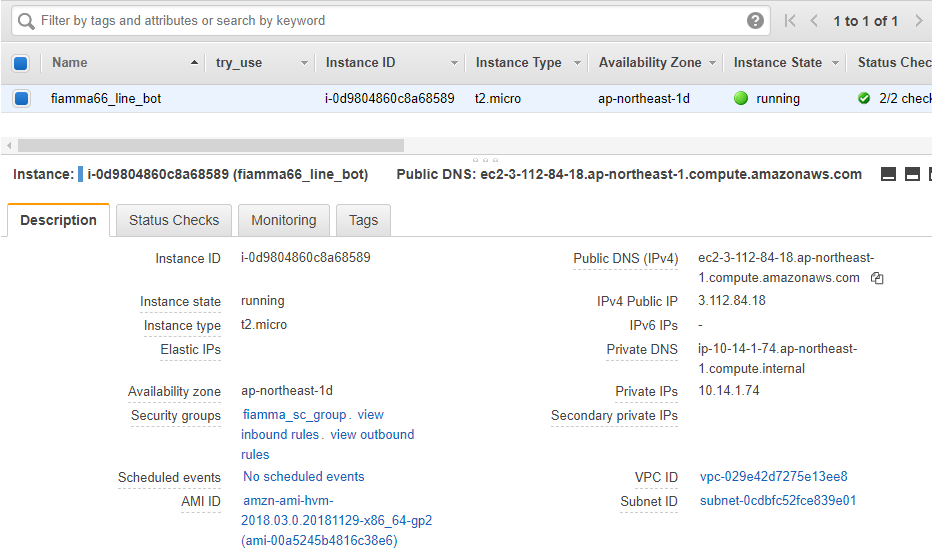 Filter by tags and attributes or search by keyword
1 to 1 of 1
Name try_use Instance ID Instance Type Availability Zone Instance State Status Chec
fiamma66_line_bot i-0d9804860c8a68589 t2.micro ap-northeast-1d running 2/2 check
Instance: i-0d9804860c8a68589 (fiamma66_line_bot) Public DNS: ec2-3-112-84-18.ap-northeast-1.compute.amazonaws.com
Description Status Checks Monitoring Tags
Instance ID i-0d9804860c8a68589
Instance state running
Instance type t2.micro
Elastic IPs
Availability zone ap-northeast-1d
Security groups fiamma_sc_group. view
inbound rules. view outbound
rules
Scheduled events No scheduled events
AMI ID amzn-ami-hvm-
2018.03.0.20181129-x86_64-gp2
(ami-00a5245b4816c38e6)
Public DNS (IPv4) ec2-3-112-84-18.ap-northeast-
1.compute.amazonaws.com
IPv4 Public IP 3.112.84.18
IPv6 IPs -
Private DNS ip-10-14-1-74.ap-northeast-
1.compute.internal
Private IPs 10.14.1.74
Secondary private IPs
VPC ID vpc-029e42d7275e13ee8
Subnet ID subnet-0cdbfc52fce839e01